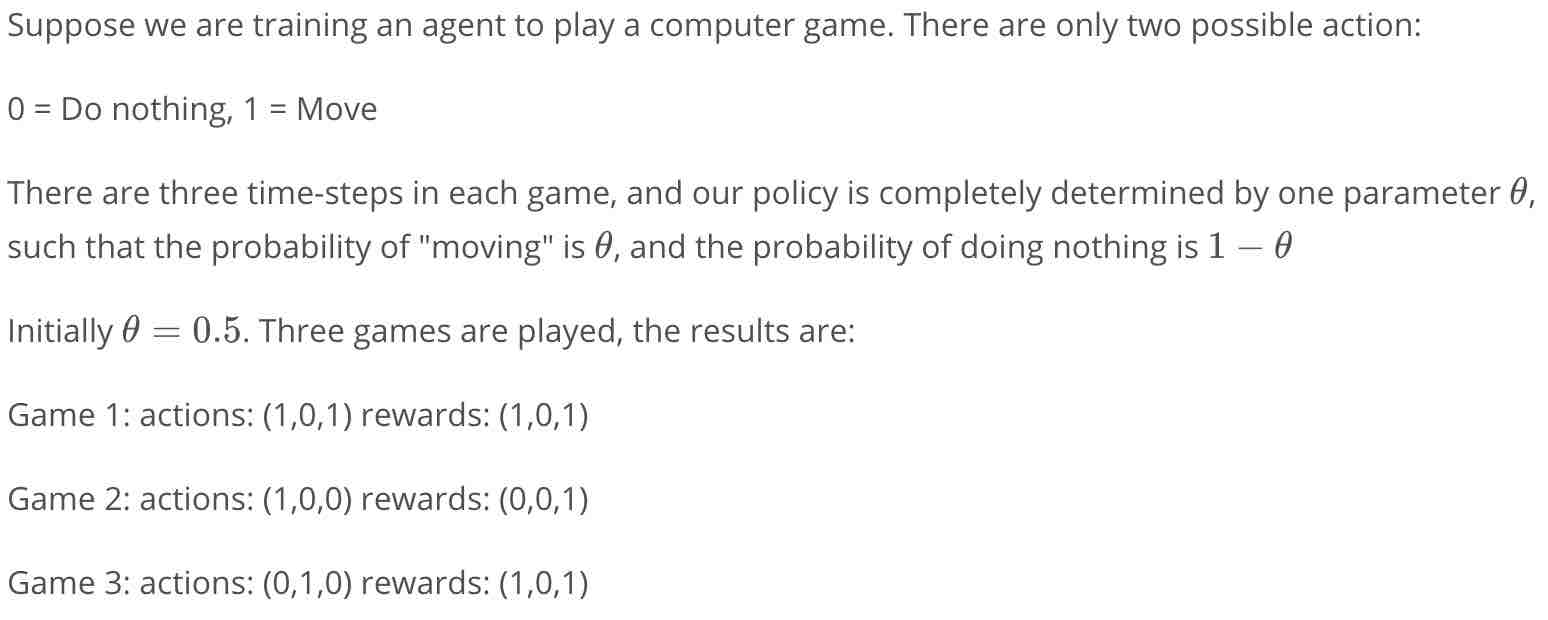 Suppose we are training an agent to play a computer game. There are only two possible action:
0 = Do nothing, 1 = Move
There are three time-steps in each game, and our policy is completely determined by one parameter θ,
such that the probability of "moving" is θ, and the probability of doing nothing is 1 − θ
Initially θ = 0.5. Three games are played, the results are:
Game 1: actions: (1,0,1) rewards: (1,0,1)
Game 2: actions: (1,0,0) rewards: (0,0,1)
Game 3: actions: (0,1,0) rewards: (1,0,1)